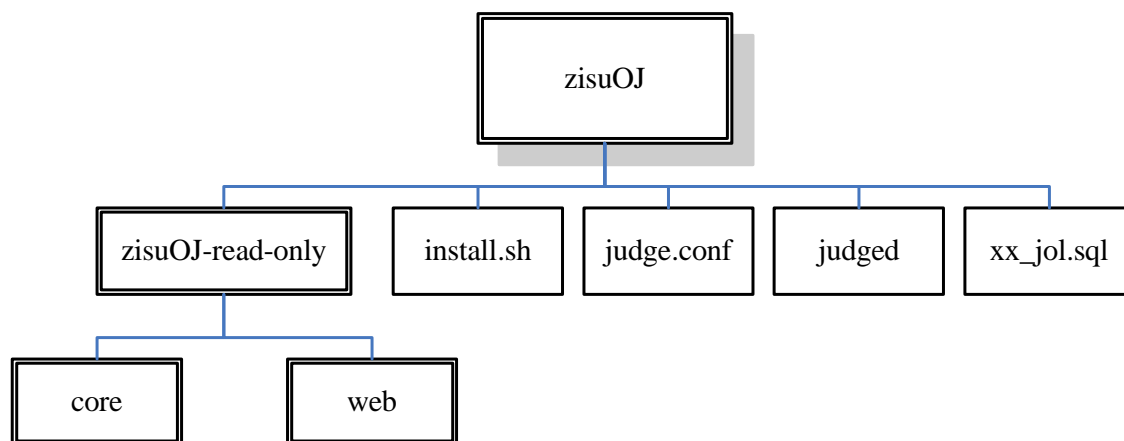 zisuOJ
zisuOJ-read-only
install.sh
judge.conf
judged
xx_jol.sql
core
web